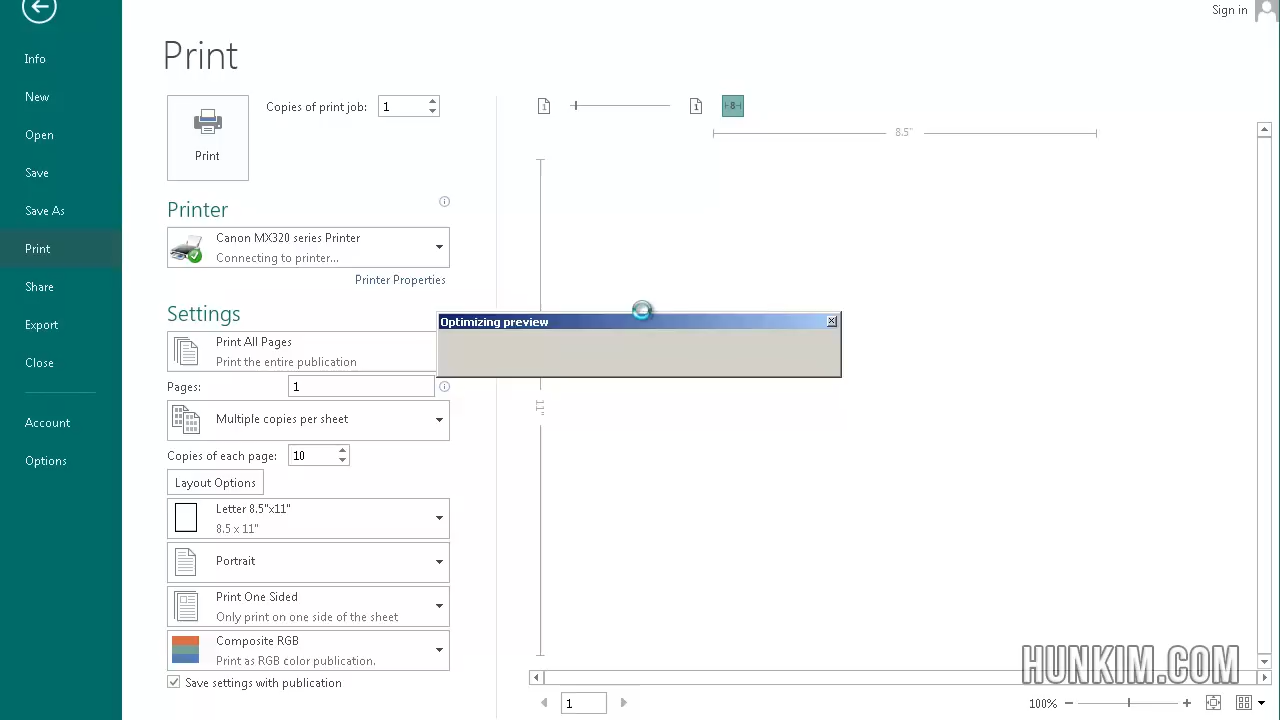 Sign in
Info
New
Open
Save
Save As
Print
Share
Export
Close
Account
Options
Print
Print
Copies of print job: 1
1
1
8
8.5"
Printer
Canon MX320 series Printer
Connecting to printer...
Printer Properties
Settings
Print All Pages
Print the entire publication
Pages: 1
Multiple copies per sheet
Copies of each page: 10
Layout Options
Letter 8.5"x11"
8.5 x 11"
Portrait
Print One Sided
Only print on one side of the sheet
Composite RGB
Print as RGB color publication.
Save settings with publication
Optimizing preview
11"
HUNKIM.COM
1
100%